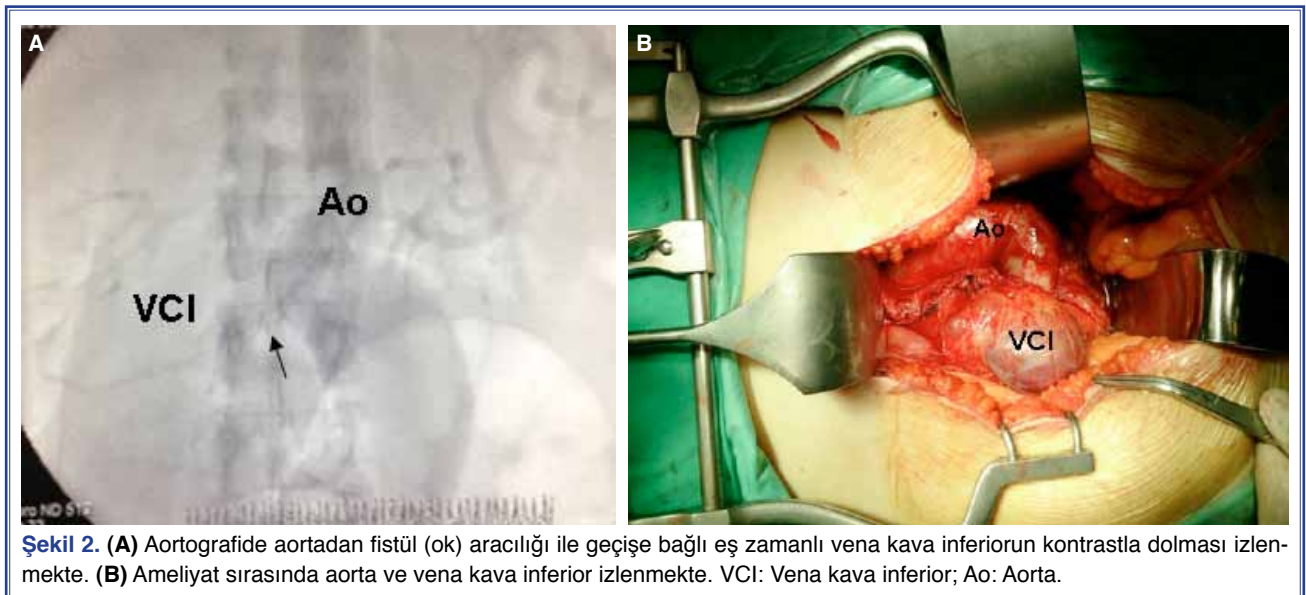 A
B
Ao
VCI
Ao
VCI
Şekil 2. (A) Aortografide aortadan fistül (ok) aracılığı ile geçişe bağlı eş zamanlı vena kava inferiorun kontrastla dolması izlen-
mekte. (B) Ameliyat sırasında aorta ve vena kava inferior izlenmekte. VCI: Vena kava inferior; Ao: Aorta.